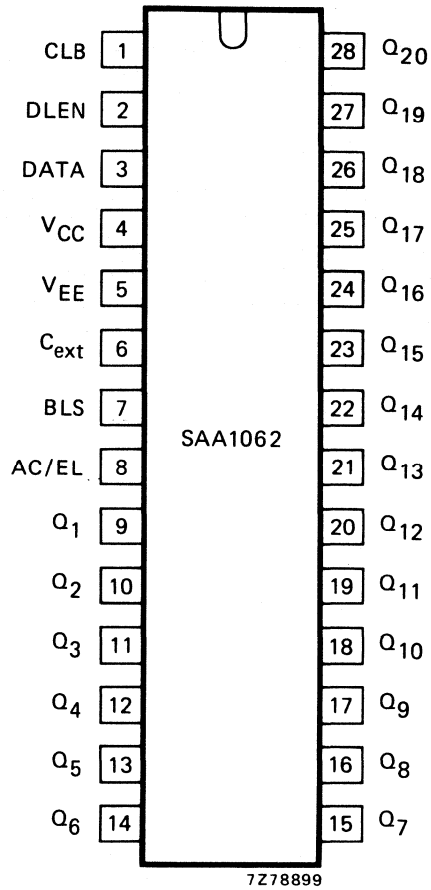 CLB 1 28 Q20
DLEN 2 27 Q19
DATA 3 26 Q18
VCC 4 25 Q17
VEE 5 24 Q16
Cext 6 23 Q15
BLS 7 22 Q14
SAA1062
AC/EL 8 21 Q13
Q1 9 20 Q12
Q2 10 19 Q11
Q3 11 18 Q10
Q4 12 17 Q9
Q5 13 16 Q8
Q6 14 15 Q7
7Z78899